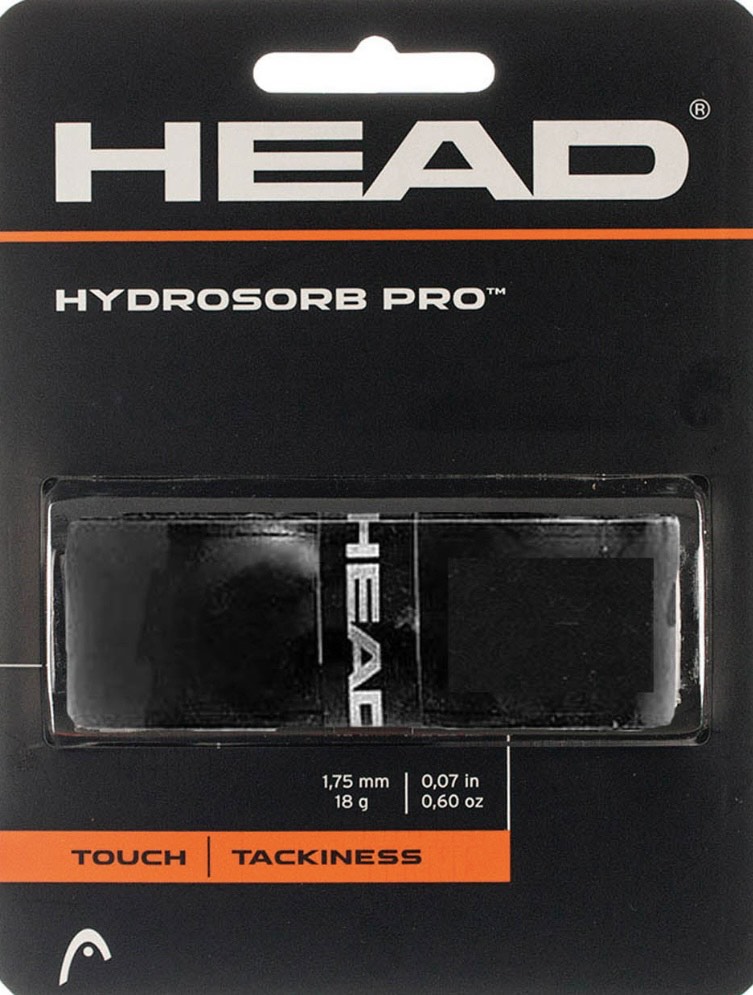 HEAD®
HYDROSORB PRO™
HEAD
1,75 mm | 0,07 in
18 g | 0,60 oz
TOUCH | TACKINESS